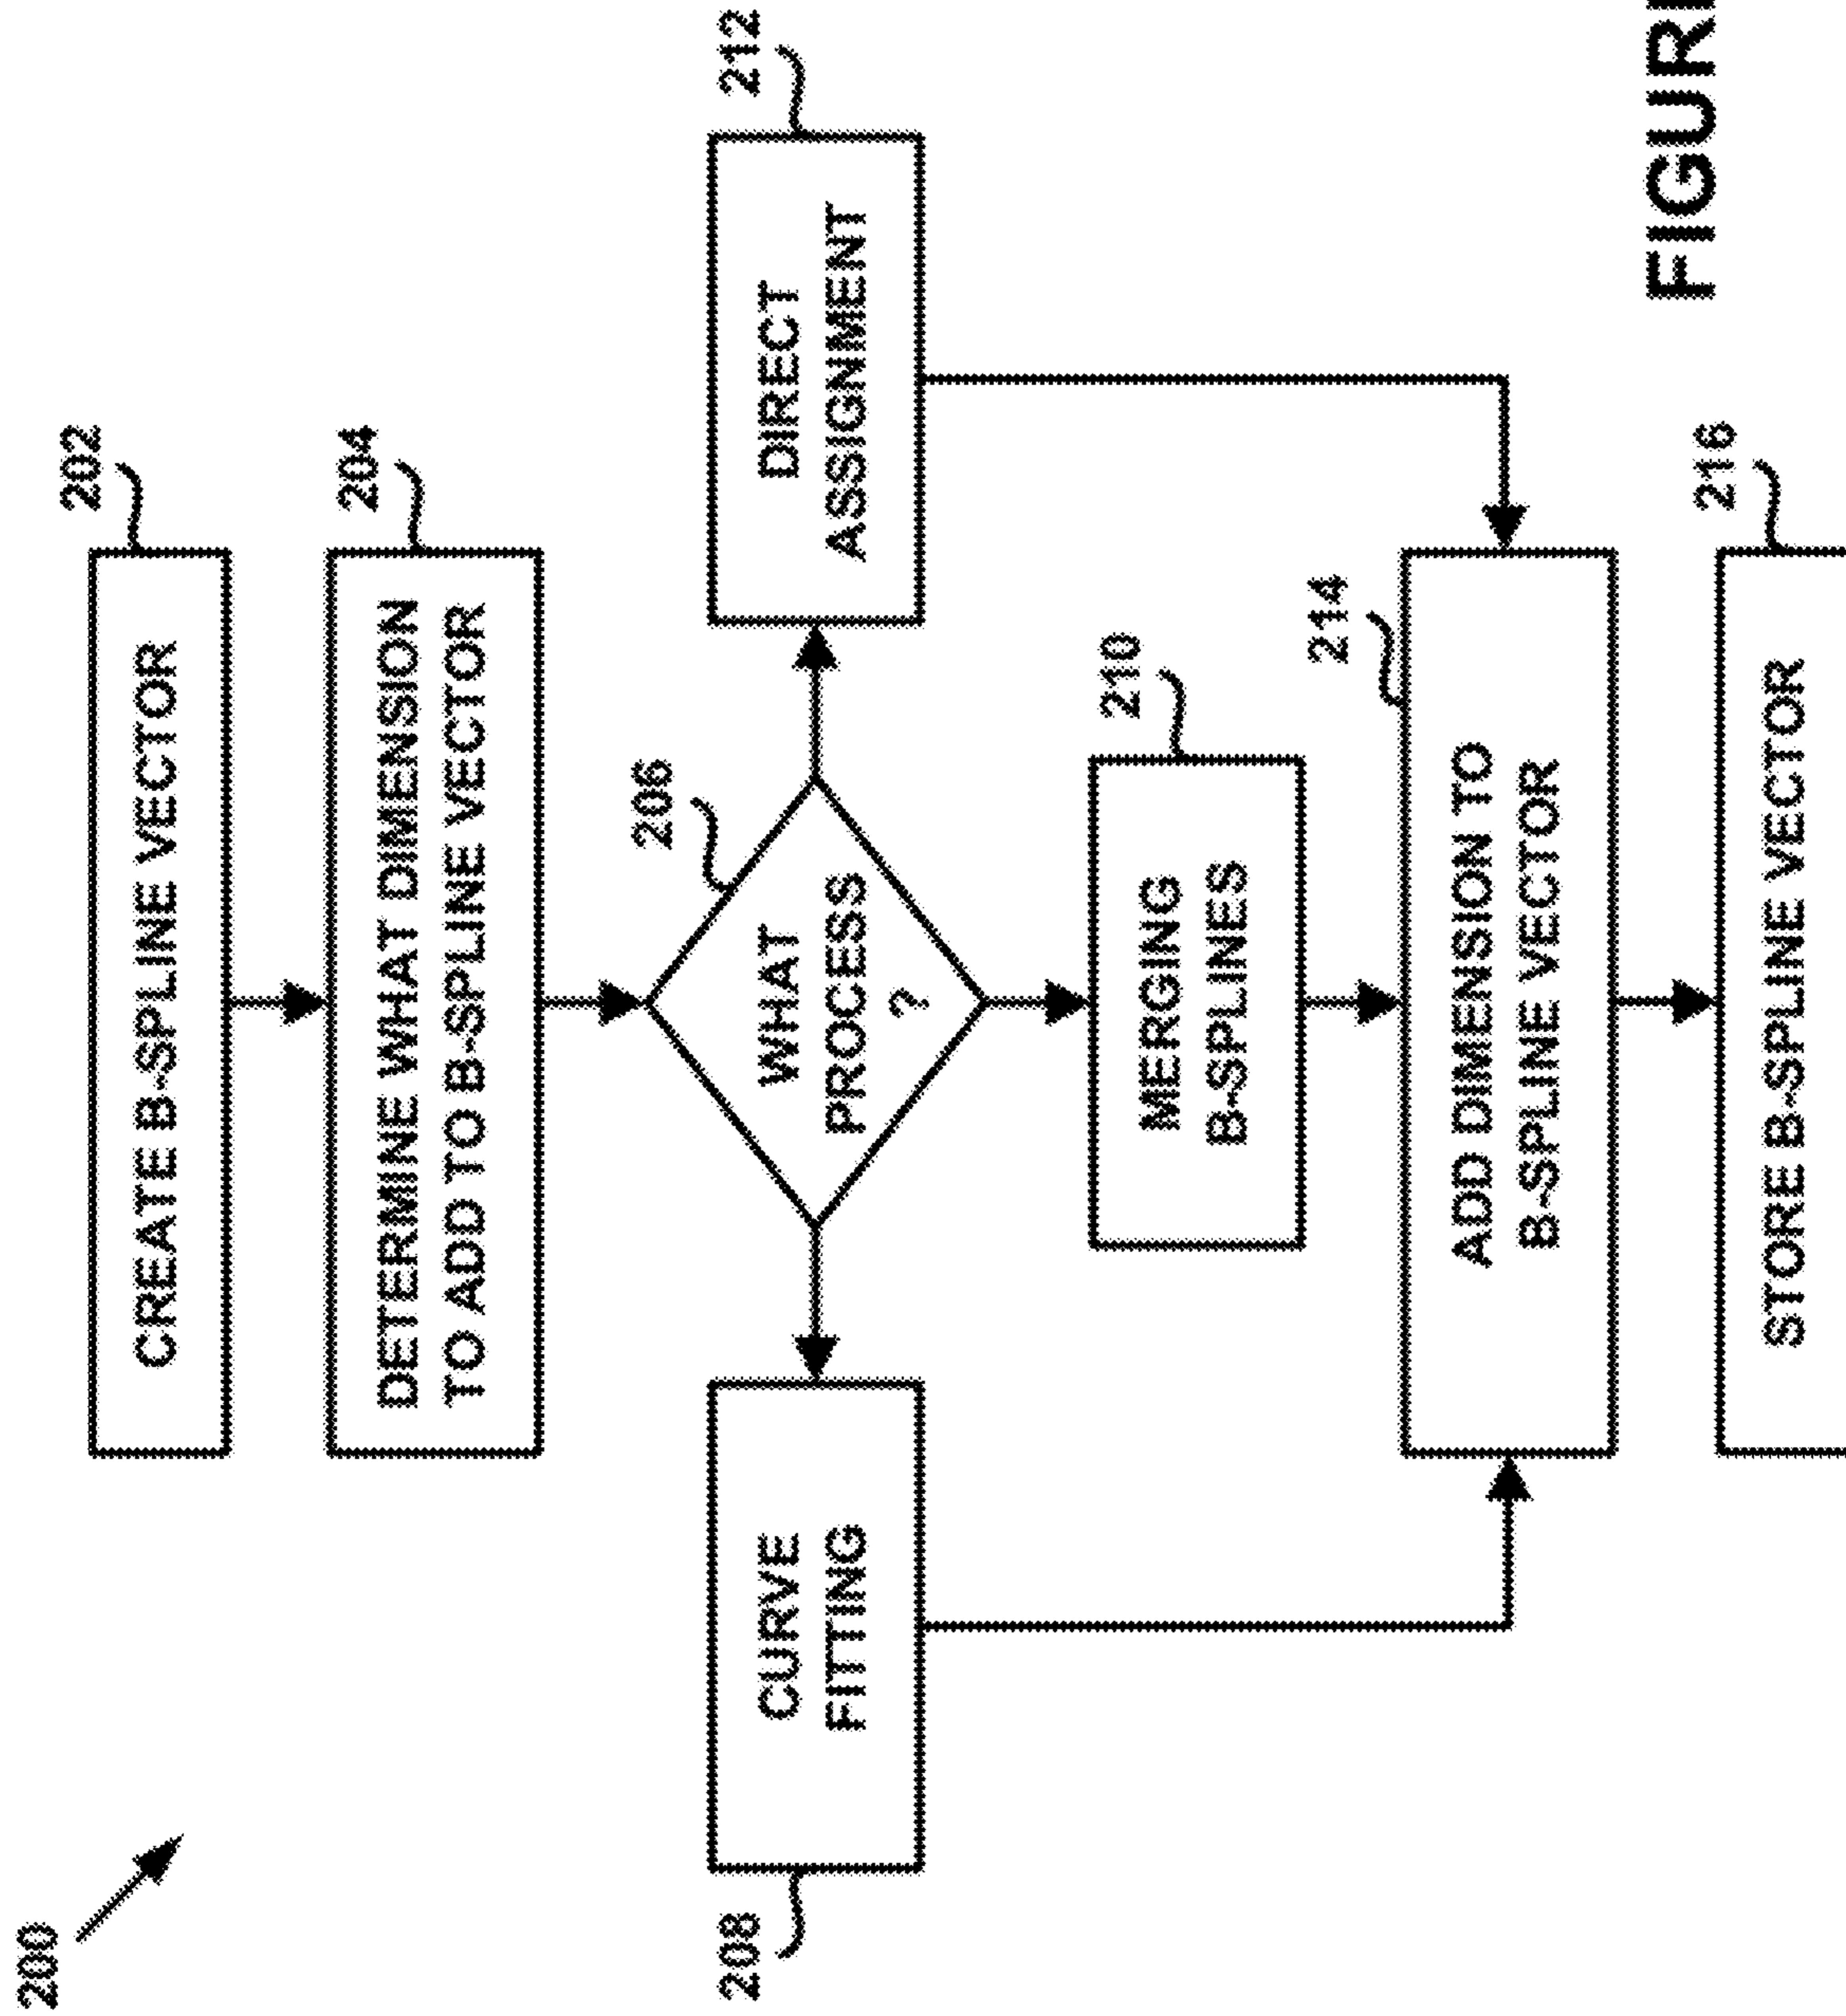 200
202
CREATE B-SPLINE VECTOR
204
DETERMINE WHAT DIMENSION
TO ADD TO B-SPLINE VECTOR
206
WHAT
PROCESS
?
208
CURVE
FITTING
212
DIRECT
ASSIGNMENT
210
MERGING
B-SPLINES
214
ADD DIMENSION TO
B-SPLINE VECTOR
216
STORE B-SPLINE VECTOR